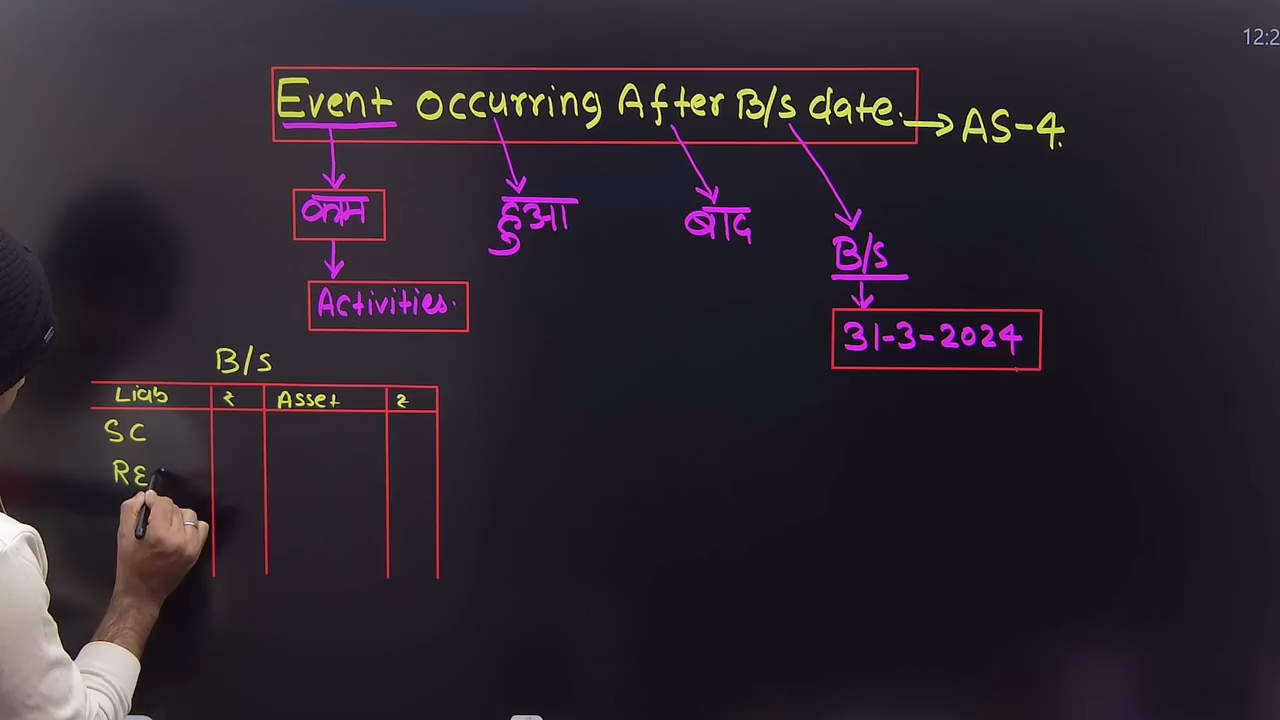 12:2
Event occurring After B/s date. → AS-4.
काम हुआ बाद B/s
Activities.
31-3-2024
B/s
Liab ₹ Asset ₹
SC
RE